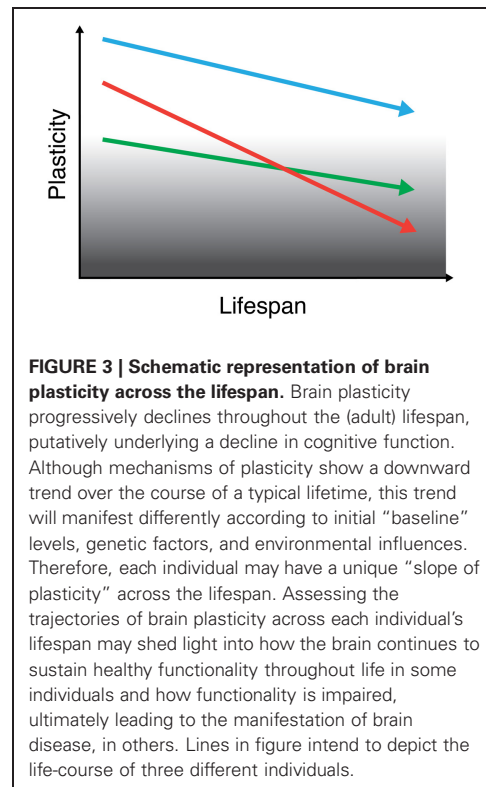 Plasticity
Lifespan
FIGURE 3 | Schematic representation of brain
plasticity across the lifespan. Brain plasticity
progressively declines throughout the (adult) lifespan,
putatively underlying a decline in cognitive function.
Although mechanisms of plasticity show a downward
trend over the course of a typical lifetime, this trend
will manifest differently according to initial “baseline”
levels, genetic factors, and environmental influences.
Therefore, each individual may have a unique “slope of
plasticity” across the lifespan. Assessing the
trajectories of brain plasticity across each individual’s
lifespan may shed light into how the brain continues to
sustain healthy functionality throughout life in some
individuals and how functionality is impaired,
ultimately leading to the manifestation of brain
disease, in others. Lines in figure intend to depict the
life-course of three different individuals.